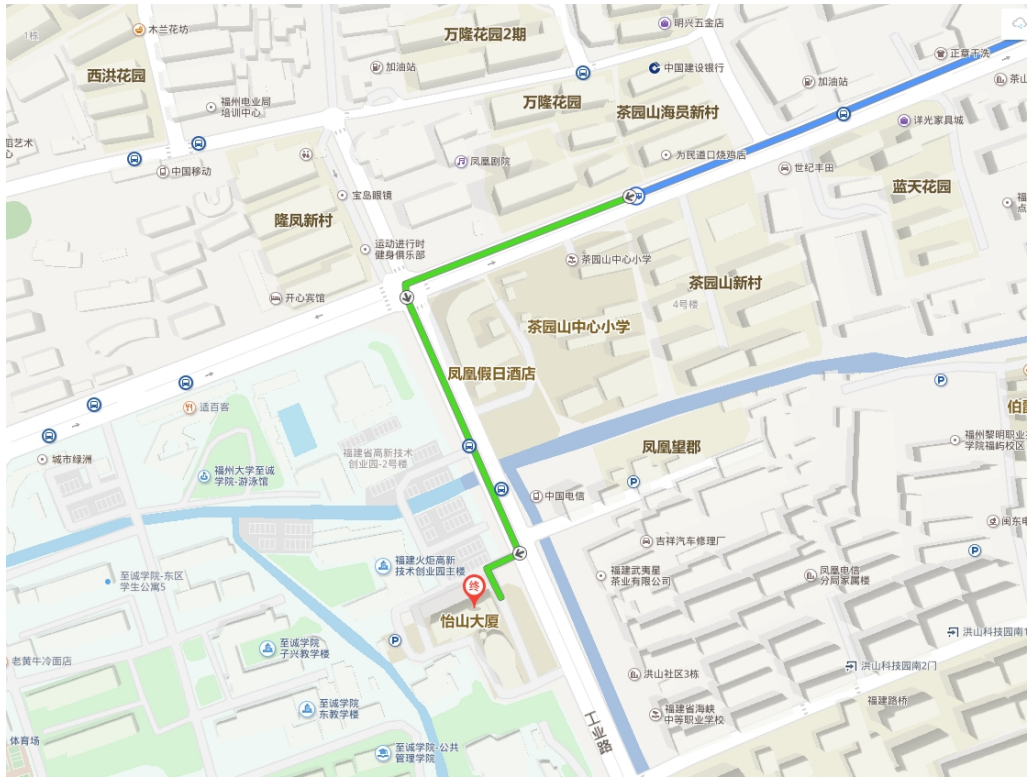 木兰花坊
明兴五金店
1栋
万隆花园2期
正章干洗
西洪花园
加油站
中国建设银行
加油站
茶山
福州电业局
培训中心
万隆花园
茶园山海员新村
洋光家具城
中国移动
凤凰剧院
为民道口烧鸡店
世纪丰田
蓝天花园
宝岛眼镜
隆凤新村
运动进行时
健身俱乐部
茶园山中心小学
茶园山新村
开心宾馆
4号楼
茶园山中心小学
凤凰假日酒店
P
适百客
凤凰望郡
福州黎明职业
学院福屿校区
城市绿洲
福建省高新技术
创业园-2号楼
福州大学至诚
学院-游泳馆
P
中国电信
闽东电
吉祥汽车修理厂
P
福建火炬高新
技术创业园主楼
至诚学院-东区
学生公寓5
福建武夷星
茶业有限公司
凤凰电信
分局家属楼
终
怡山大厦
P
至诚学院
子兴教学楼
洪山科技园南1
老黄牛冷面店
洪山社区3栋
洪山科技园南2门
至诚学院
东教学楼
福建省海峡
中等职业学校
福建路桥
工业路
体育场
至诚学院-公共
管理学院